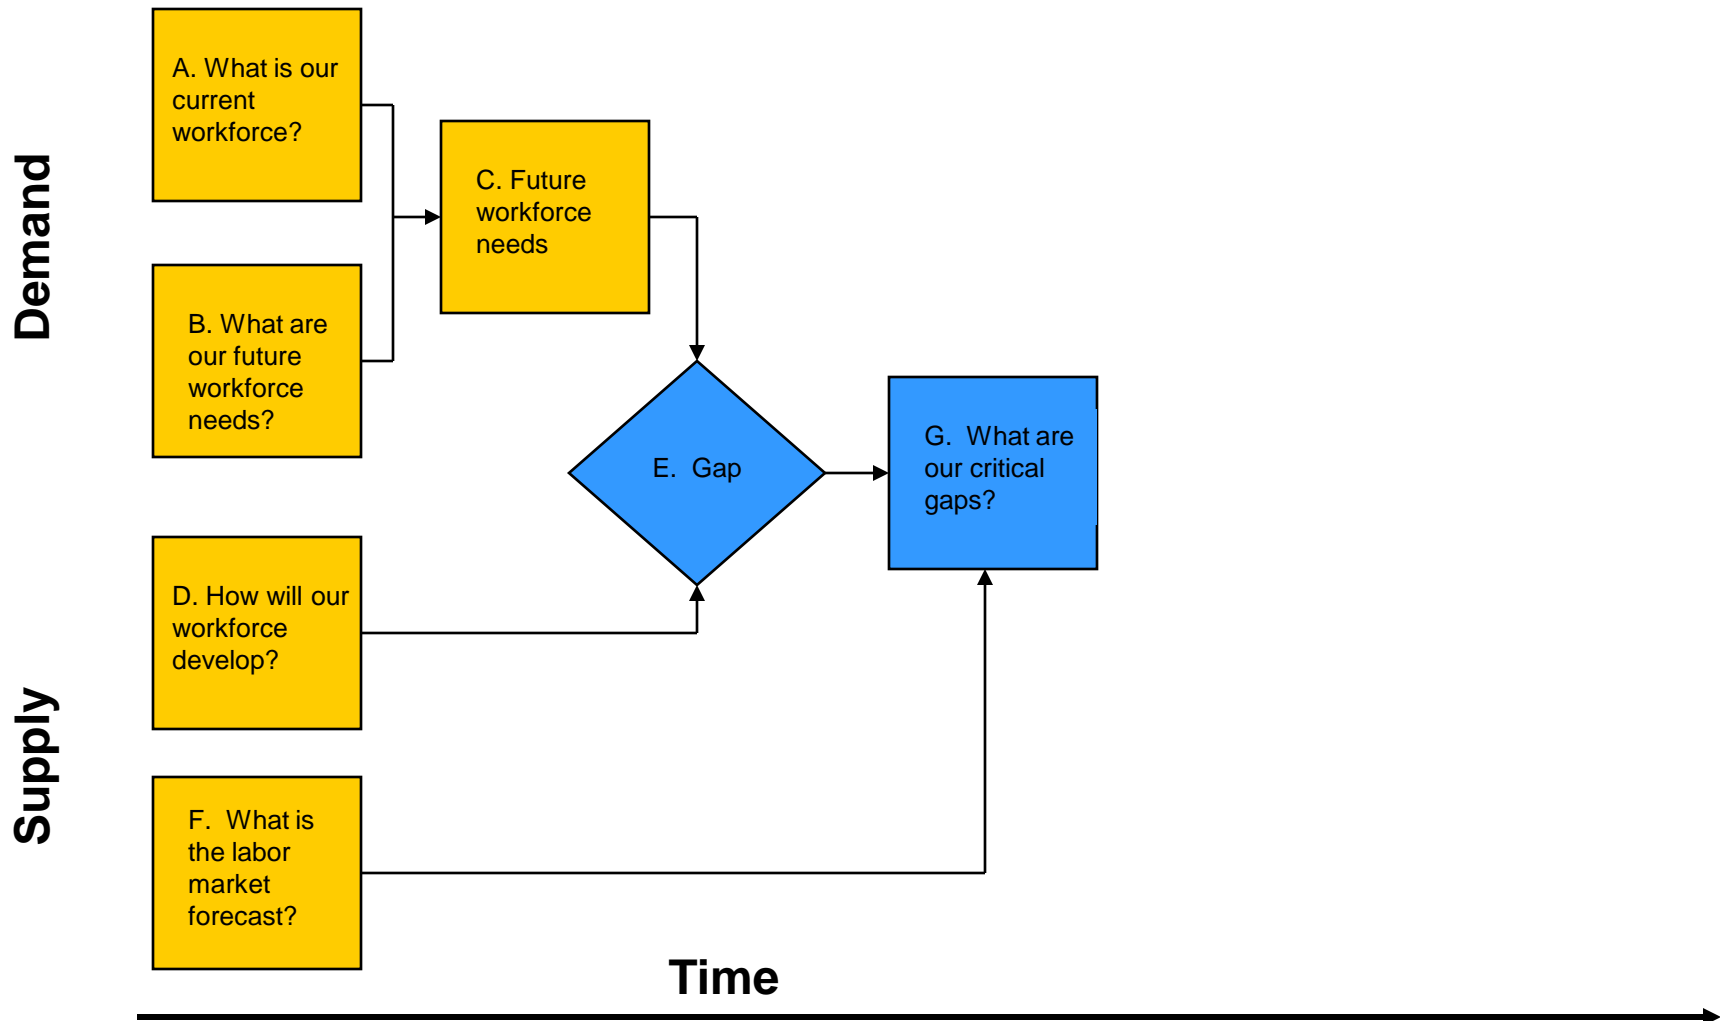 Demand
A. What is our
current
workforce?
B. What are
our future
workforce
needs?
C. Future
workforce
needs
E.  Gap
G.  What are
our critical
gaps?
Supply
D. How will our
workforce
develop?
F.  What is
the labor
market
forecast?
Time